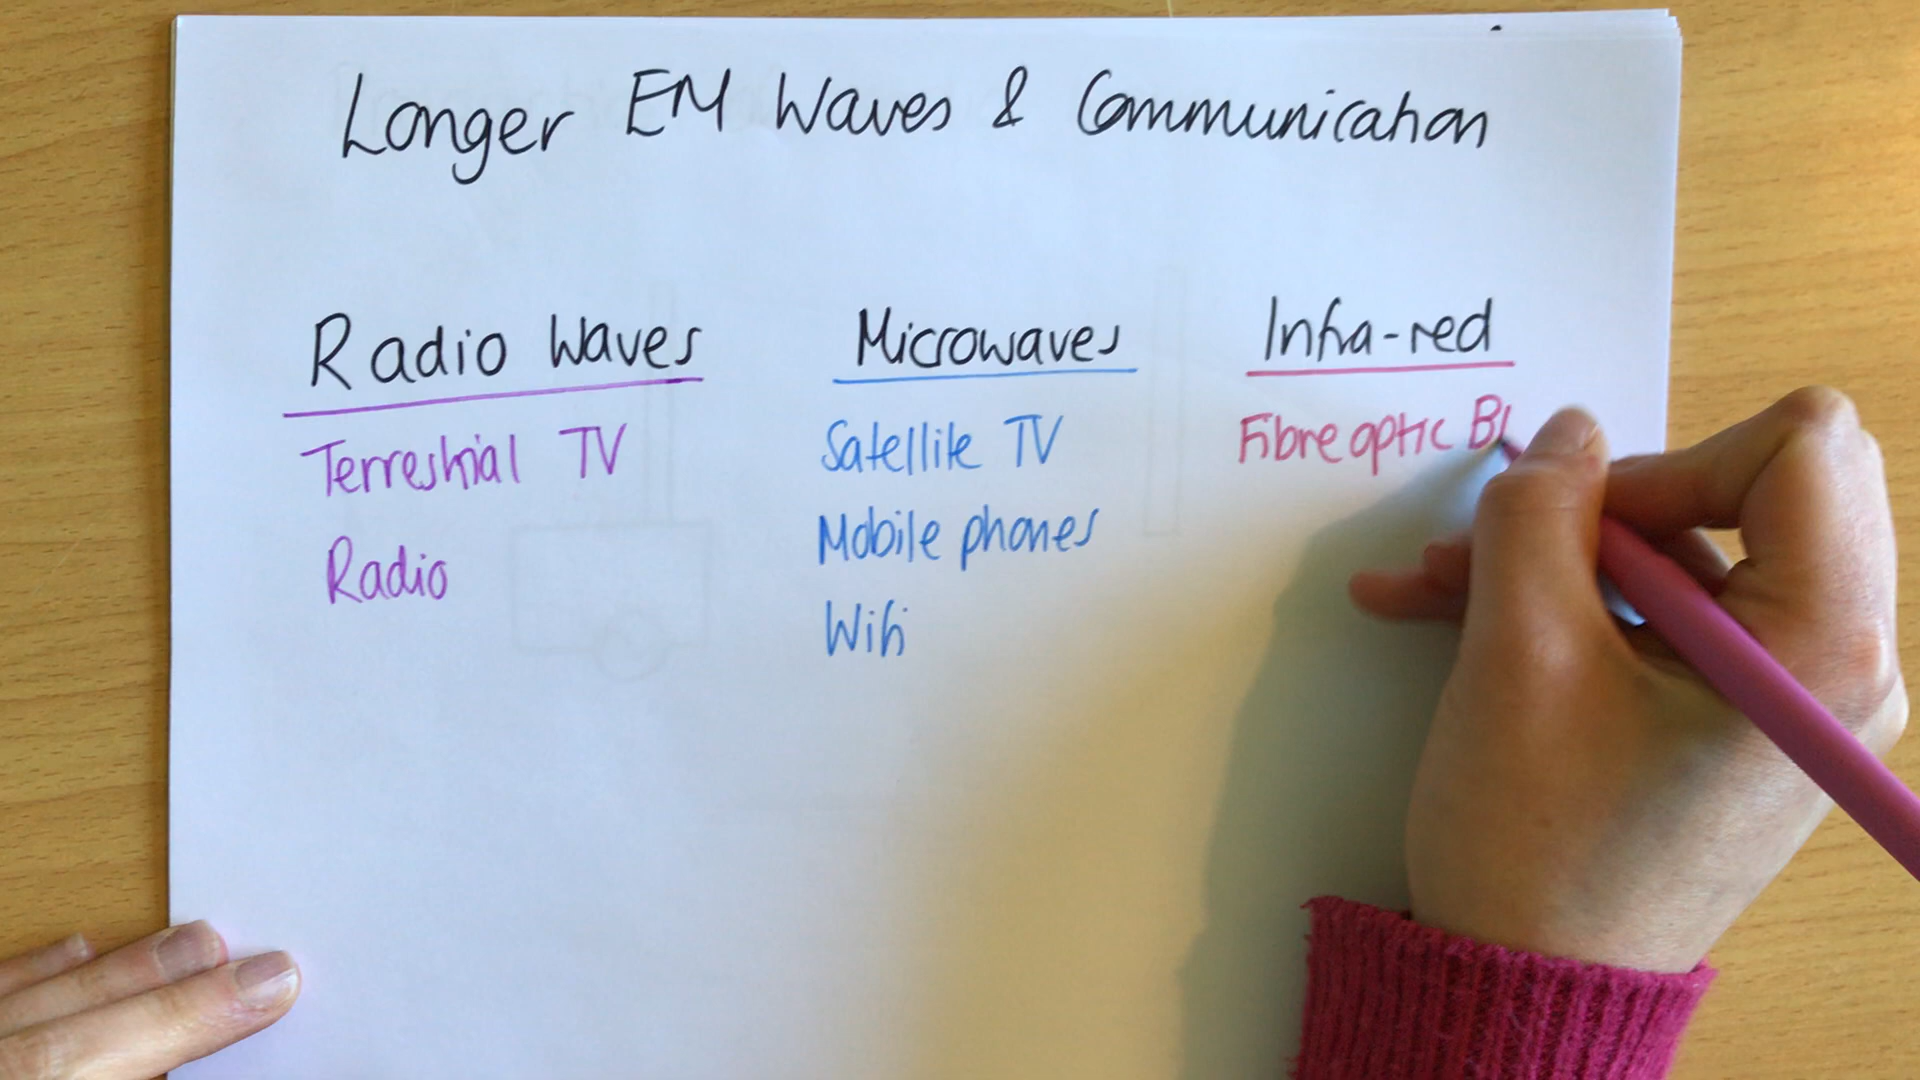 Longer EM Waves & Communication
Radio Waves
Terrestrial TV
Radio
Microwaves
Satellite TV
Mobile phones
Wifi
Infra-red
Fibre optic